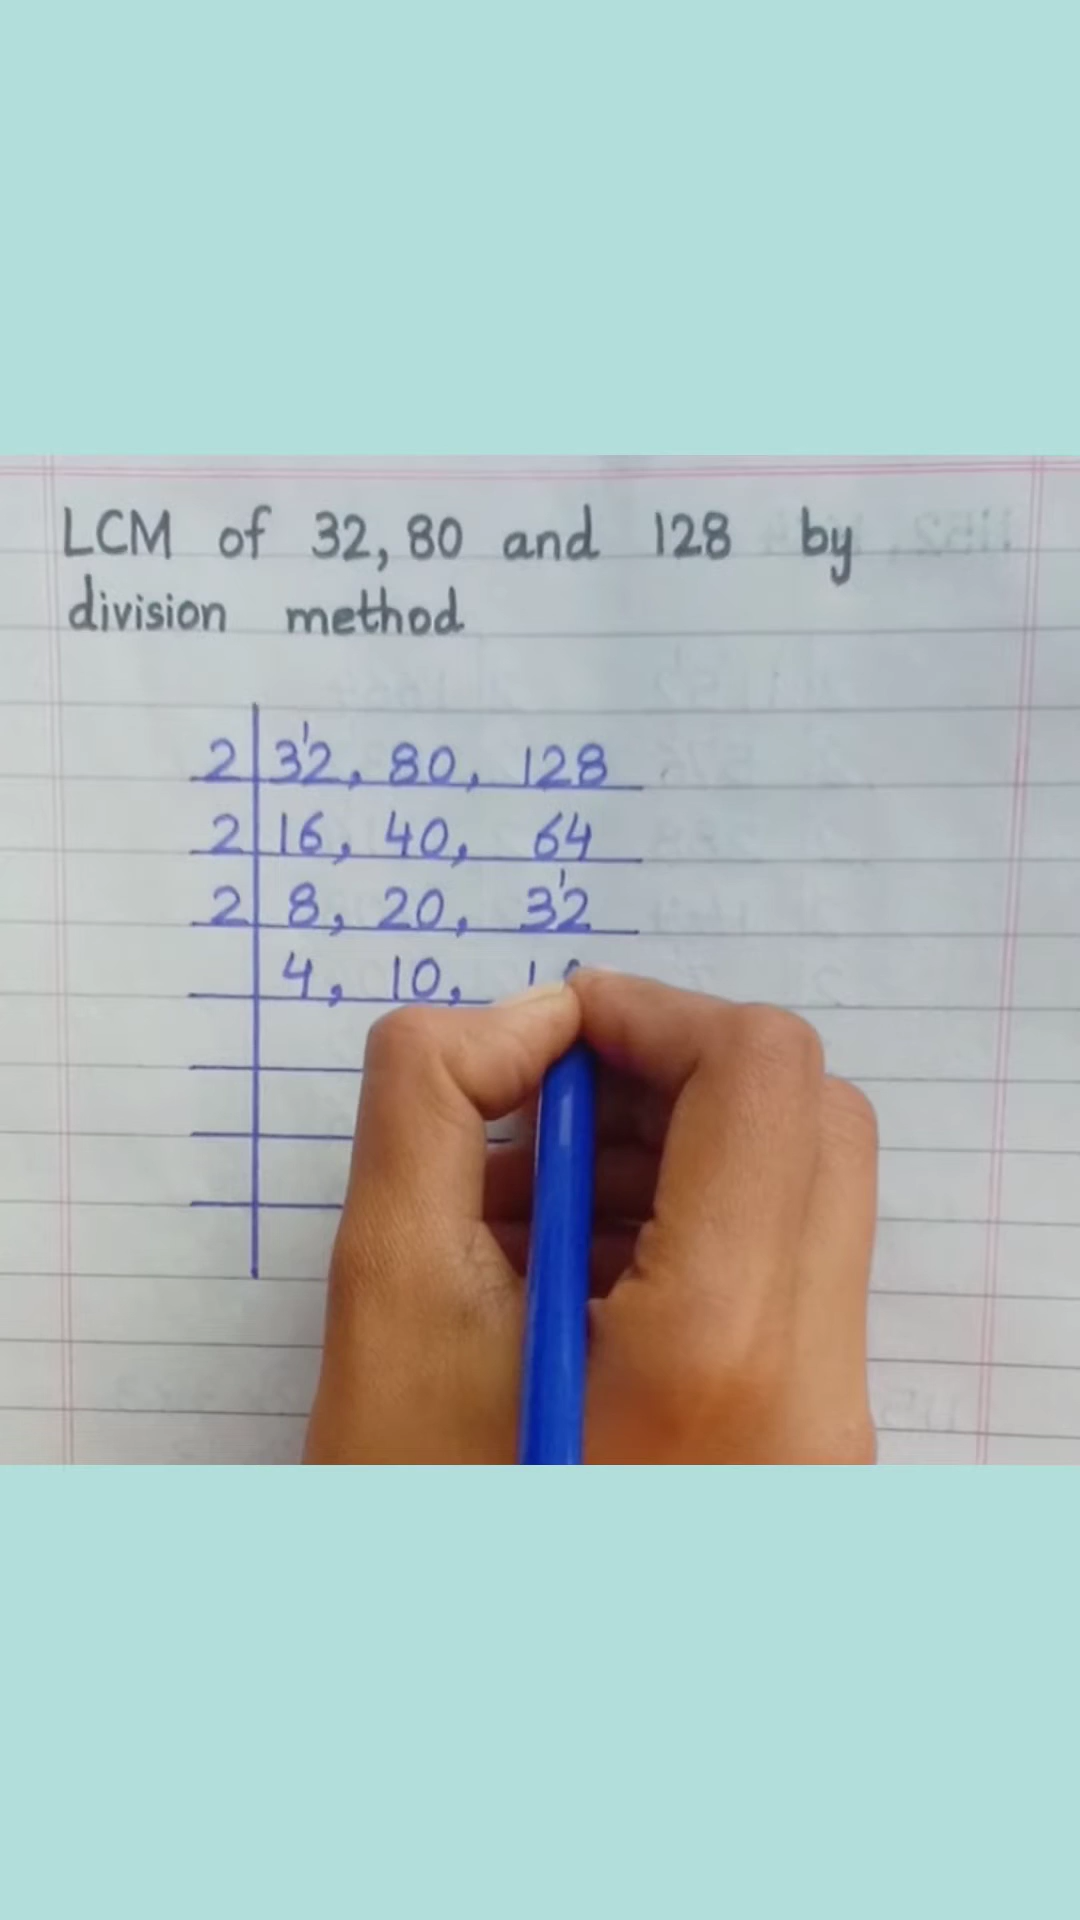 LCM of 32, 80 and 128 by
division method
2 32, 80, 128
2 16, 40, 64
2 8, 20, 32
4, 10,